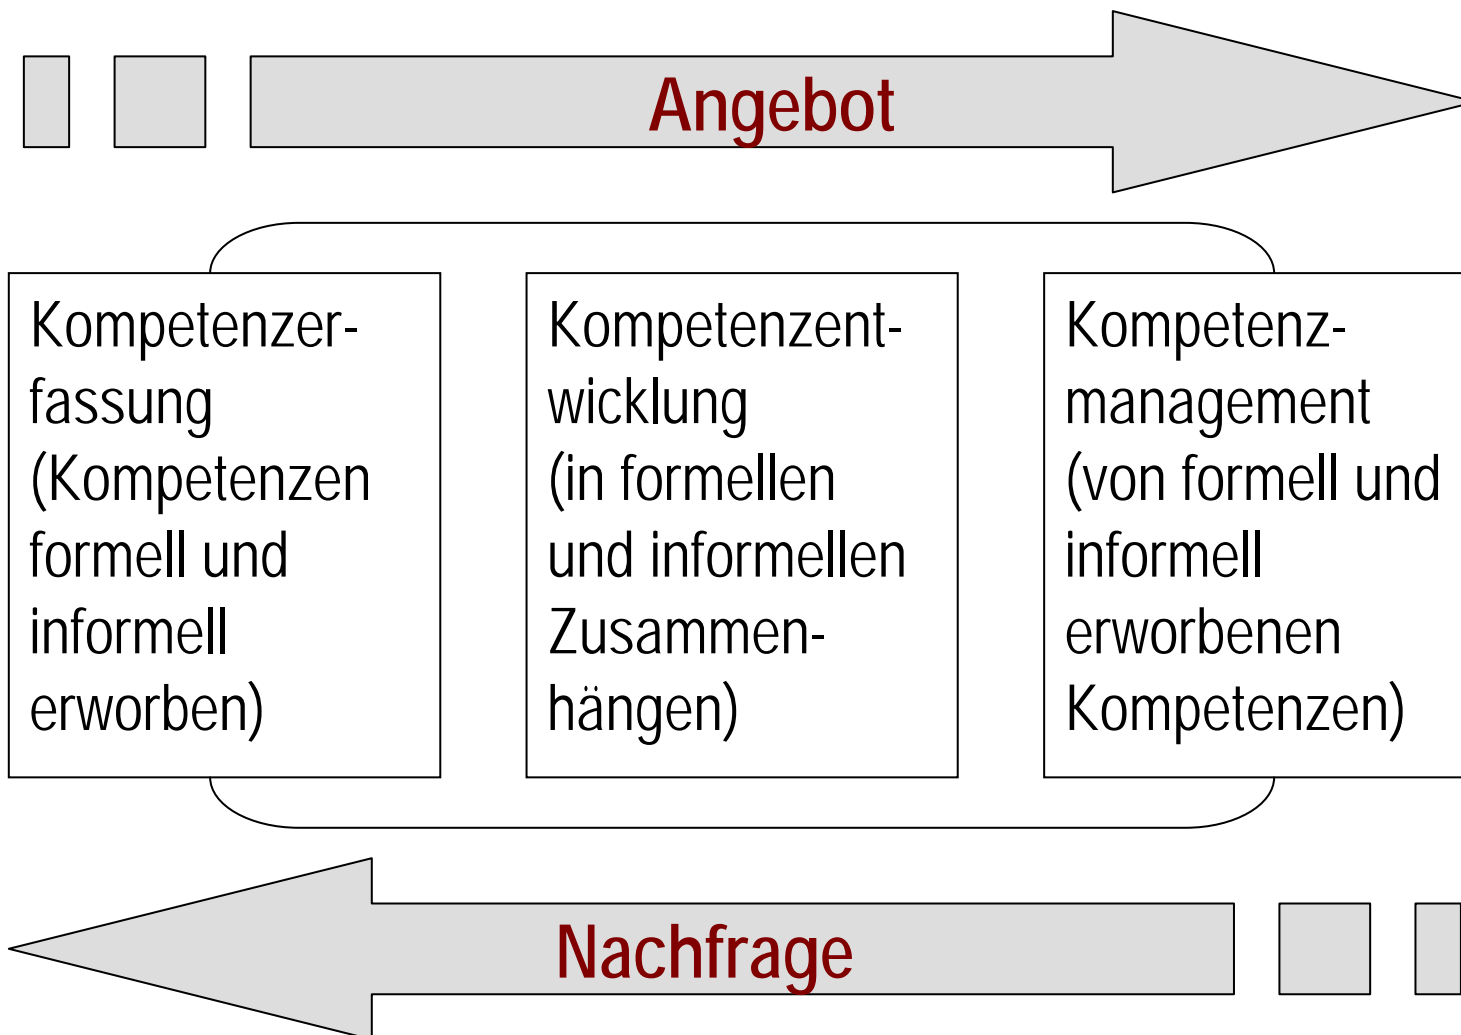 Angebot
Kompetenzer-
fassung
(Kompetenzen
formell und
informell
erworben)
Kompetenzent-
wicklung
(in formellen
und informellen
Zusammen-
hängen)
Kompetenz-
management
(von formell und
informell
erworbenen
Kompetenzen)
Nachfrage